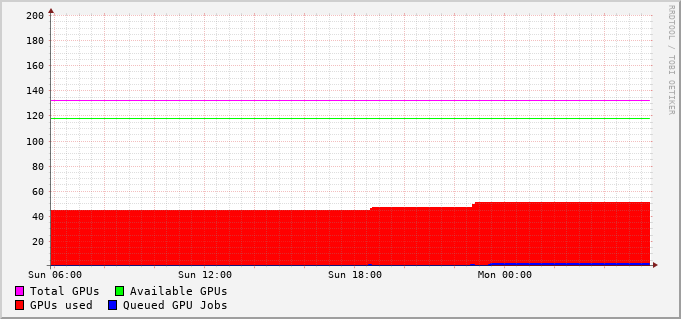 200
180
160
140
120
100
80
60
40
20
Sun 06:00 Sun 12:00 Sun 18:00 Mon 00:00
Total GPUs Available GPUs
GPUs used Queued GPU Jobs
RRDTOOL / TOBI OETIKER